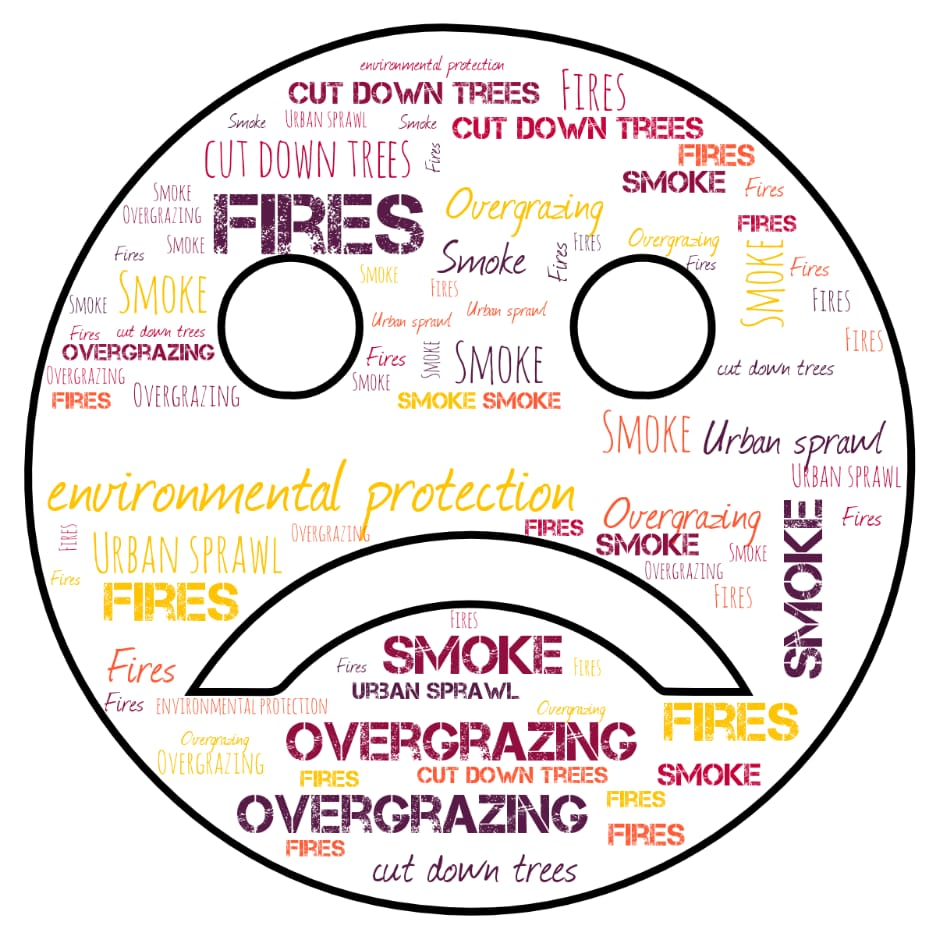 environmental protection
CUT DOWN TREES
FIRES
Smoke
URBAN SPRAWL
Smoke
CUT DOWN TREES
CUT DOWN TREES
Fires
FIRES
SMOKE
Fires
SMOKE
OVERGRAZING
FIRES
Overgrazing
FIRES
SMOKE
Fires
Smoke
Fires
FIRES
Overgrazing
Fires
SMOKE
Fires
SMOKE
SMOKE
SMOKE
FIRES
FIRES
Fires
cut down trees
Urban sprawl
Urban sprawl
FIRES
OVERGRAZING
Fires
SMOKE
SMOKE
OVERGRAZING
OVERGRAZING
SMOKE
cut down trees
FIRES
SMOKE SMOKE
SMOKE
Urban sprawl
URBAN SPRAWL
environmental protection
FIRES
Overgrazing
SMOKE
Fires
FIRES
URBAN SPRAWL
OVERGRAZING
SMOKE
SMOKE
OVERGRAZING
Fires
FIRES
FIRES
FIRES
SMOKE
Fires
Fires
FIRES
URBAN SPRAWL
Fires
ENVIRONMENTAL PROTECTION
Overgrazing
FIRES
Overgrazing
OVERGRAZING
OVERGRAZING
FIRES
CUT DOWN TREES
SMOKE
OVERGRAZING
FIRES
FIRES
FIRES
cut down trees